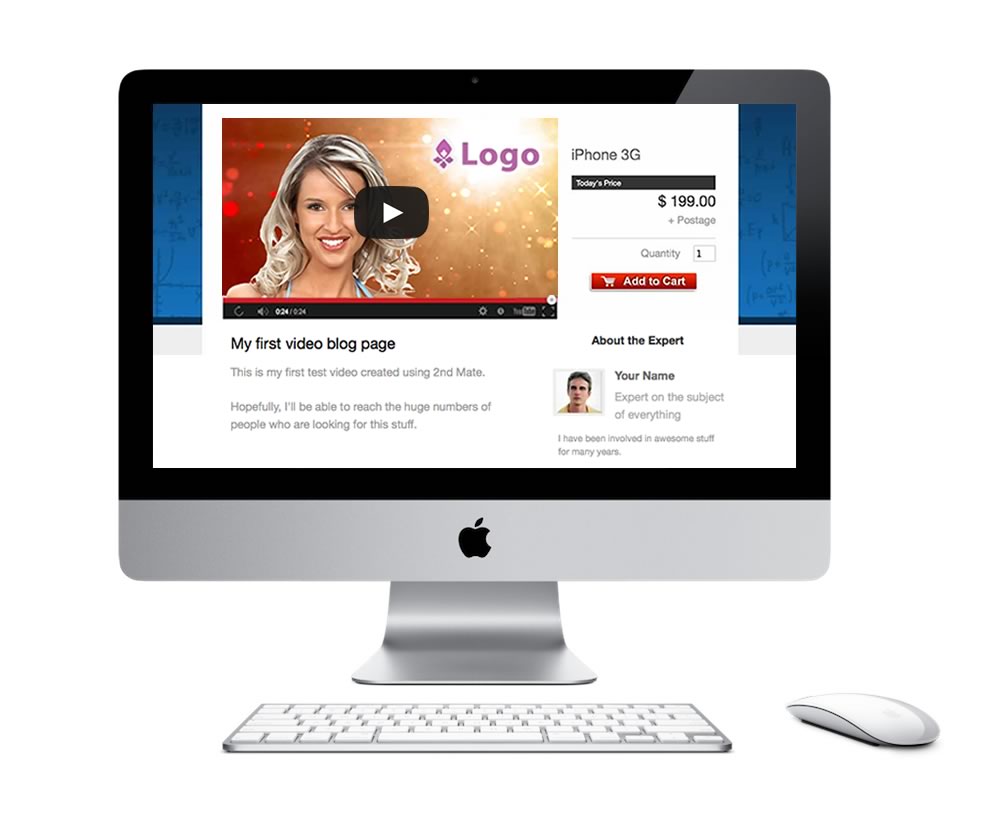 Logo
iPhone 3G
Today's Price
$ 199.00
+ Postage
Quantity 1
Add to Cart
0:24 / 0:24
YouTube
My first video blog page
This is my first test video created using 2nd Mate.
Hopefully, I'll be able to reach the huge numbers of
people who are looking for this stuff.
About the Expert
Your Name
Expert on the subject
of everything
I have been involved in awesome stuff
for many years.